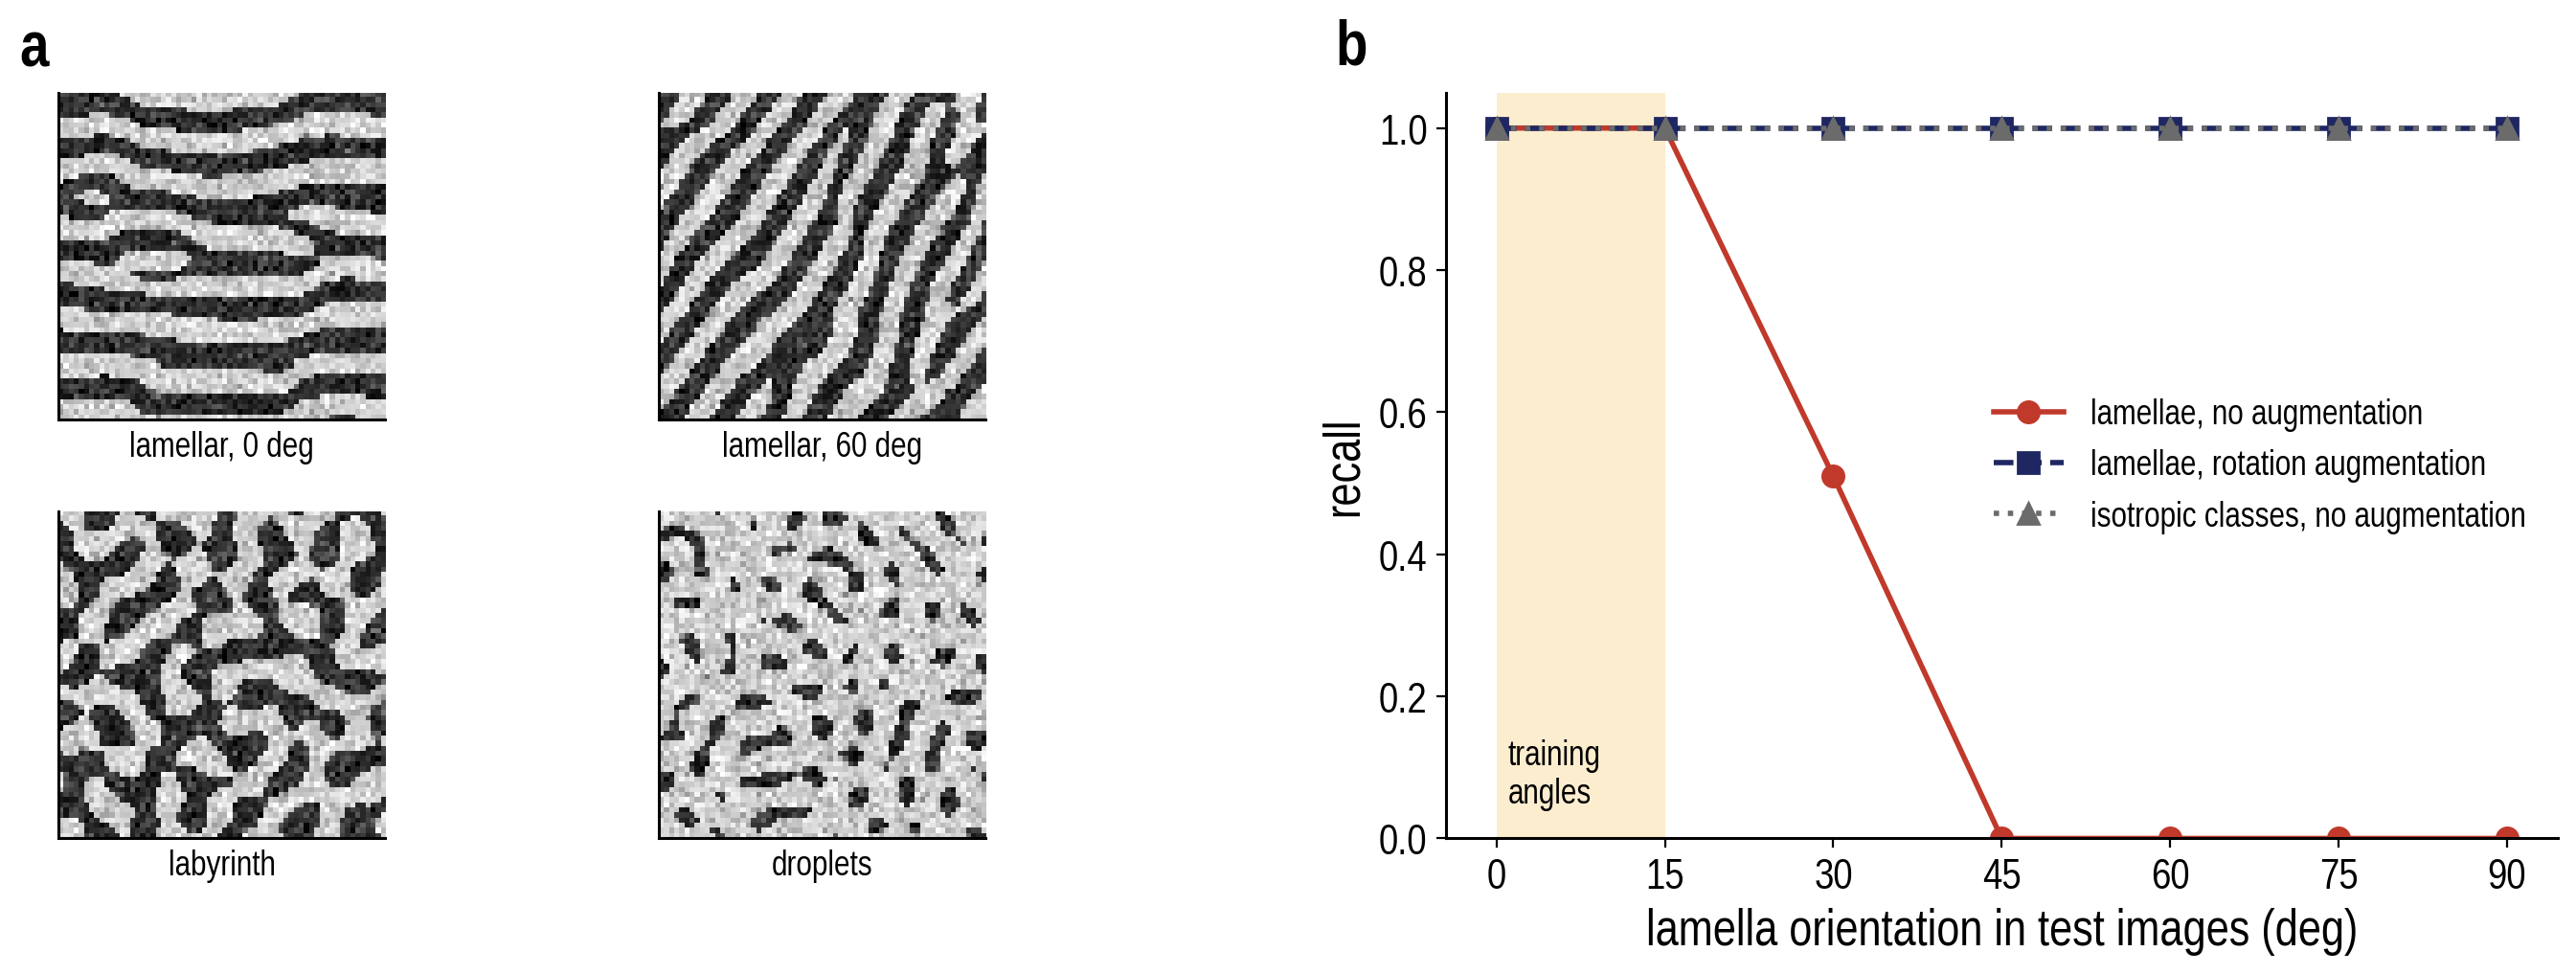 a
lamellar, 0 deg
lamellar, 60 deg
labyrinth
droplets
b
recall
1.0
0.8
0.6
0.4
0.2
0.0
training
angles
lamellae, no augmentation
lamellae, rotation augmentation
isotropic classes, no augmentation
0 15 30 45 60 75 90
lamella orientation in test images (deg)